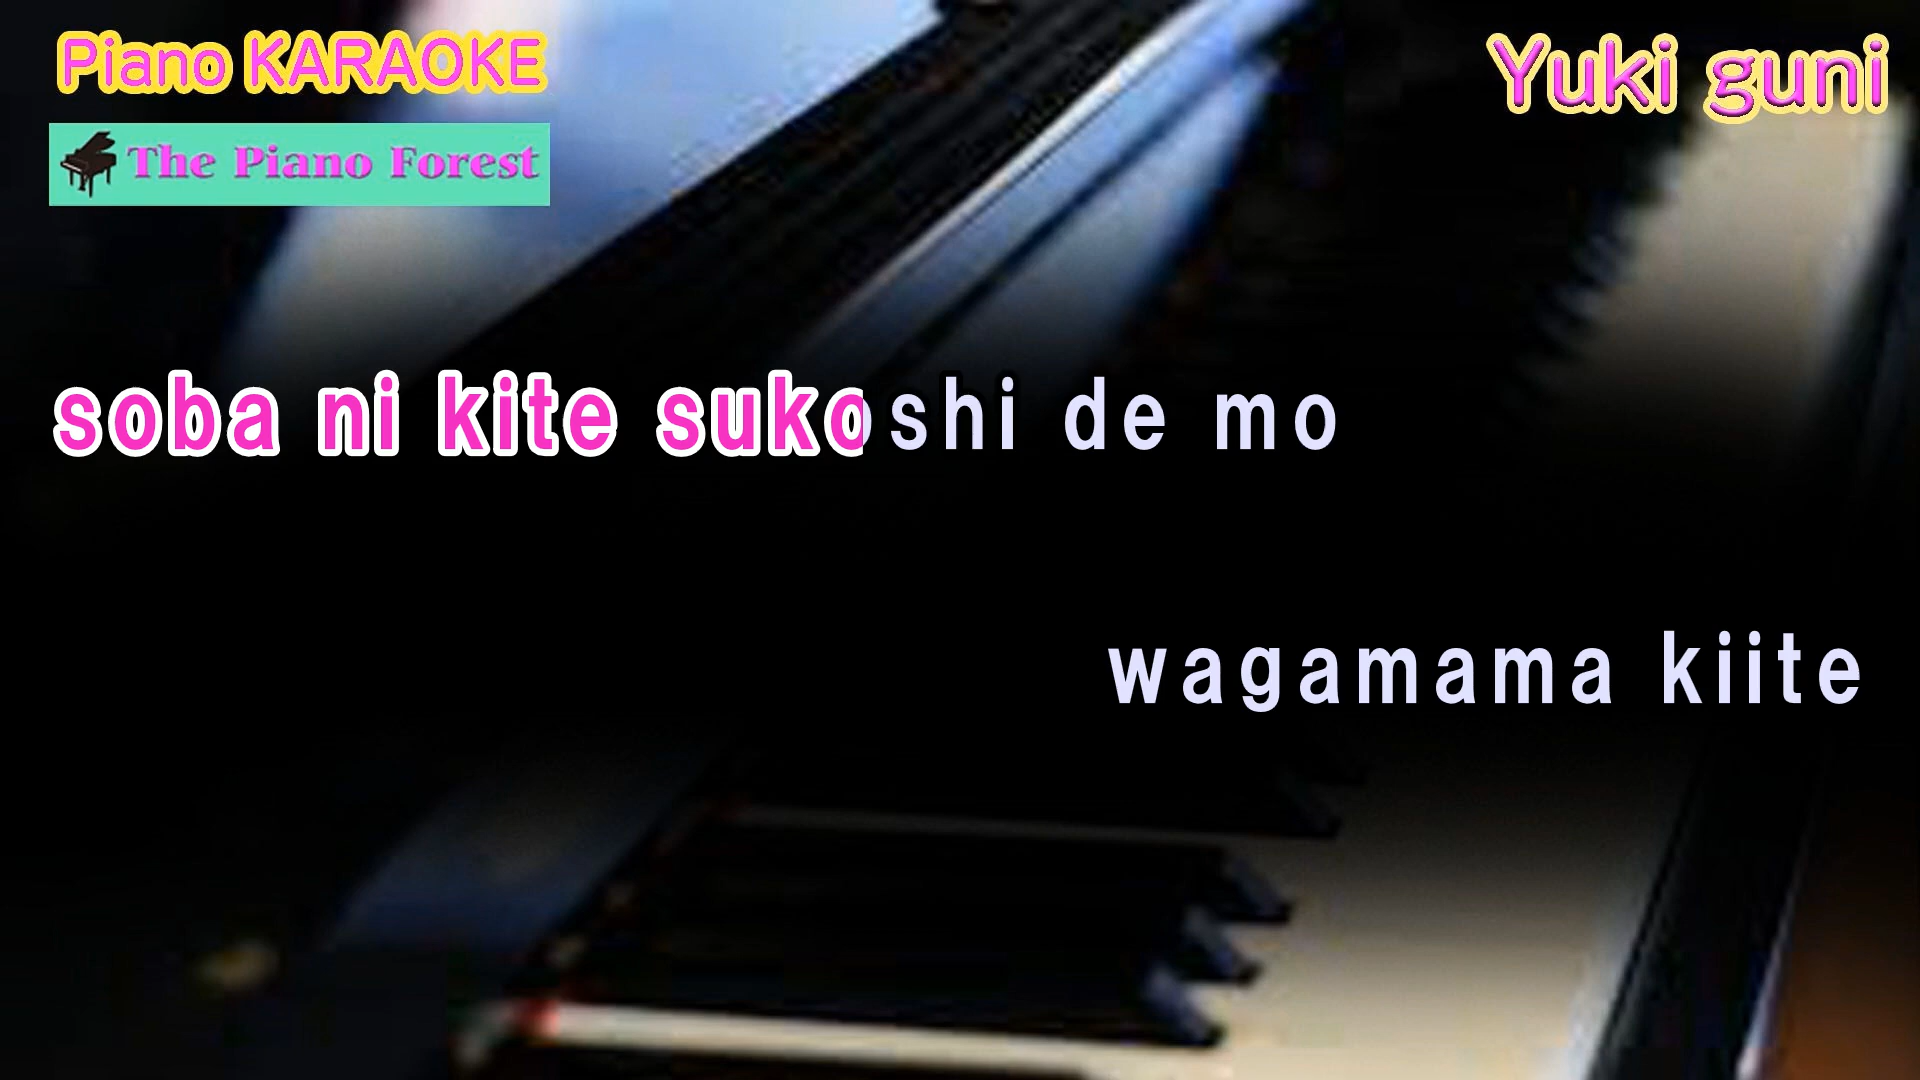 Piano KARAOKE
Yuki guni
The Piano Forest
soba ni kite sukoshi de mo
wagamama kiite